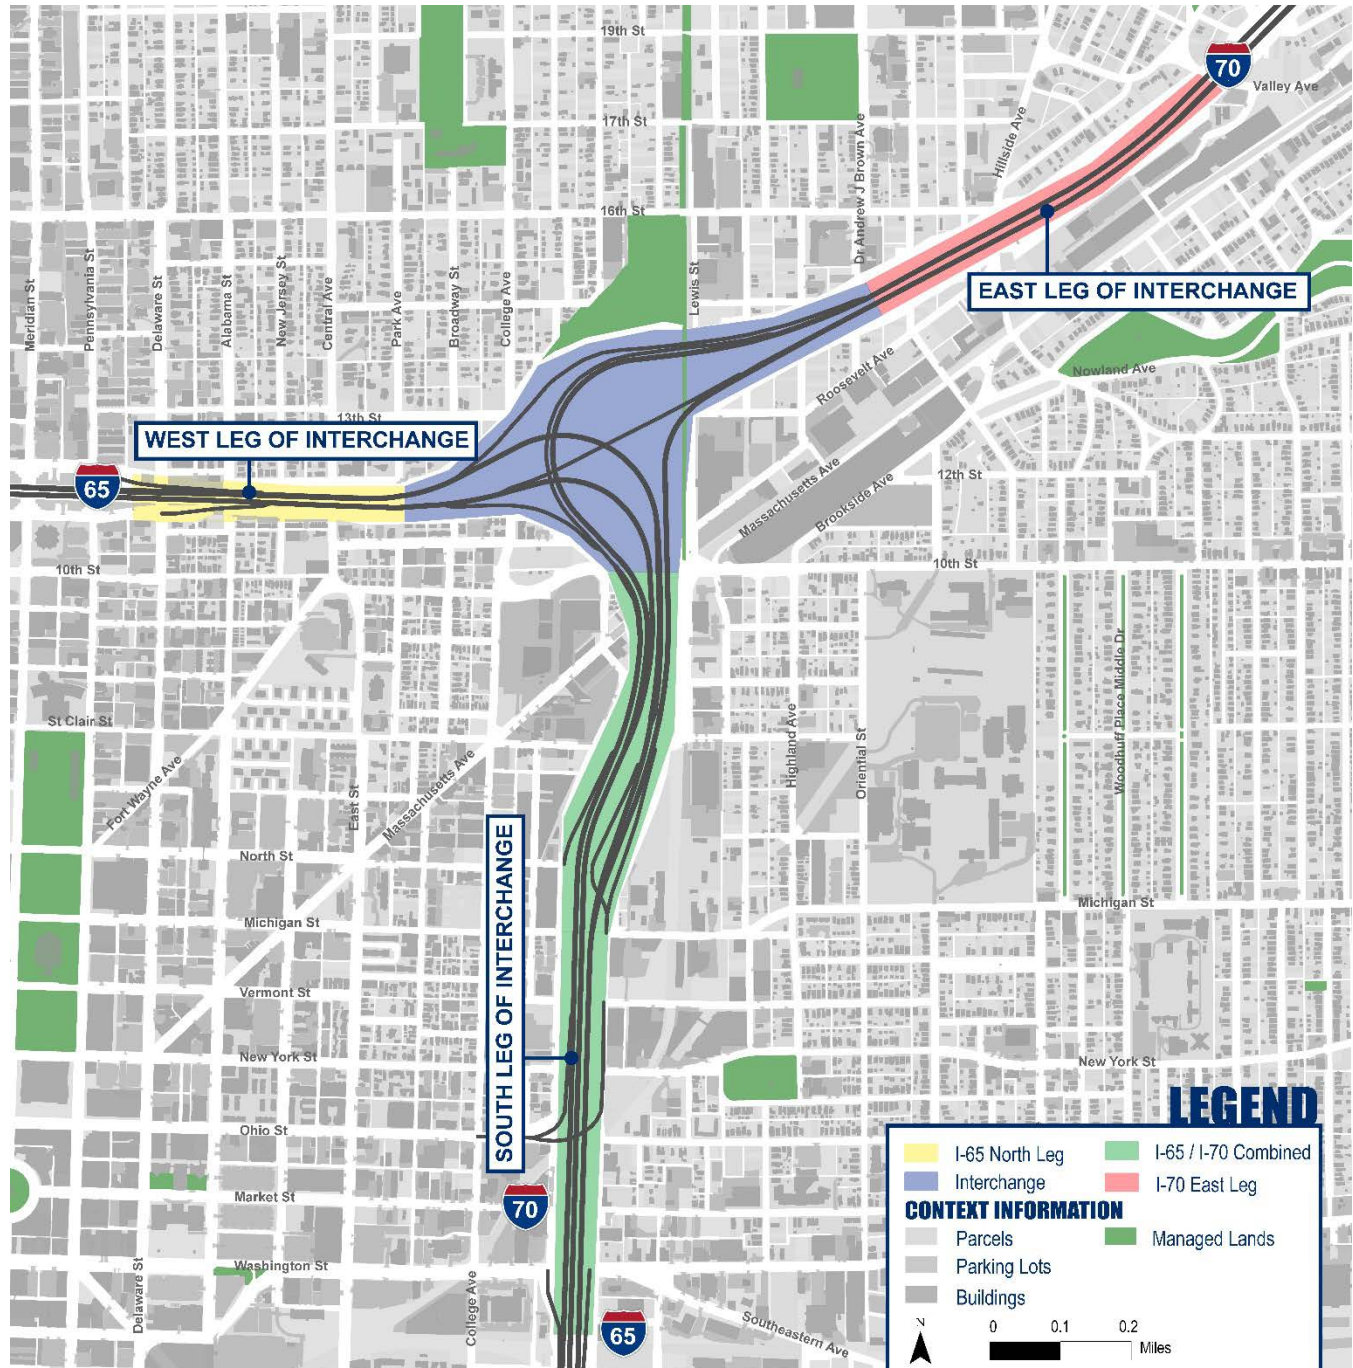 19th St
70
Valley Ave
17th St
Hillside Ave
Dr Andrew J Brown Ave
16th St
Meridian St
Pennsylvania St
Delaware St
Alabama St
New Jersey St
Central Ave
Park Ave
Broadway St
College Ave
Lewis St
EAST LEG OF INTERCHANGE
Nowland Ave
Roosevelt Ave
13th St
WEST LEG OF INTERCHANGE
65
12th St
Massachusetts Ave
Brookside Ave
10th St
10th St
Woodhuff Place Middle Dr
St Clair St
Fort Wayne Ave
East St
Massachusetts Ave
Highland Ave
Oriential St
North St
SOUTH LEG OF INTERCHANGE
Michigan St
Michigan St
Vermont St
New York St
New York St
Ohio St
Market St
70
Washington St
Delaware St
College Ave
65
Southeastern Ave
LEGEND
I-65 North Leg
I-65 / I-70 Combined
Interchange
I-70 East Leg
CONTEXT INFORMATION
Parcels
Managed Lands
Parking Lots
Buildings
N
0 0.1 0.2
Miles